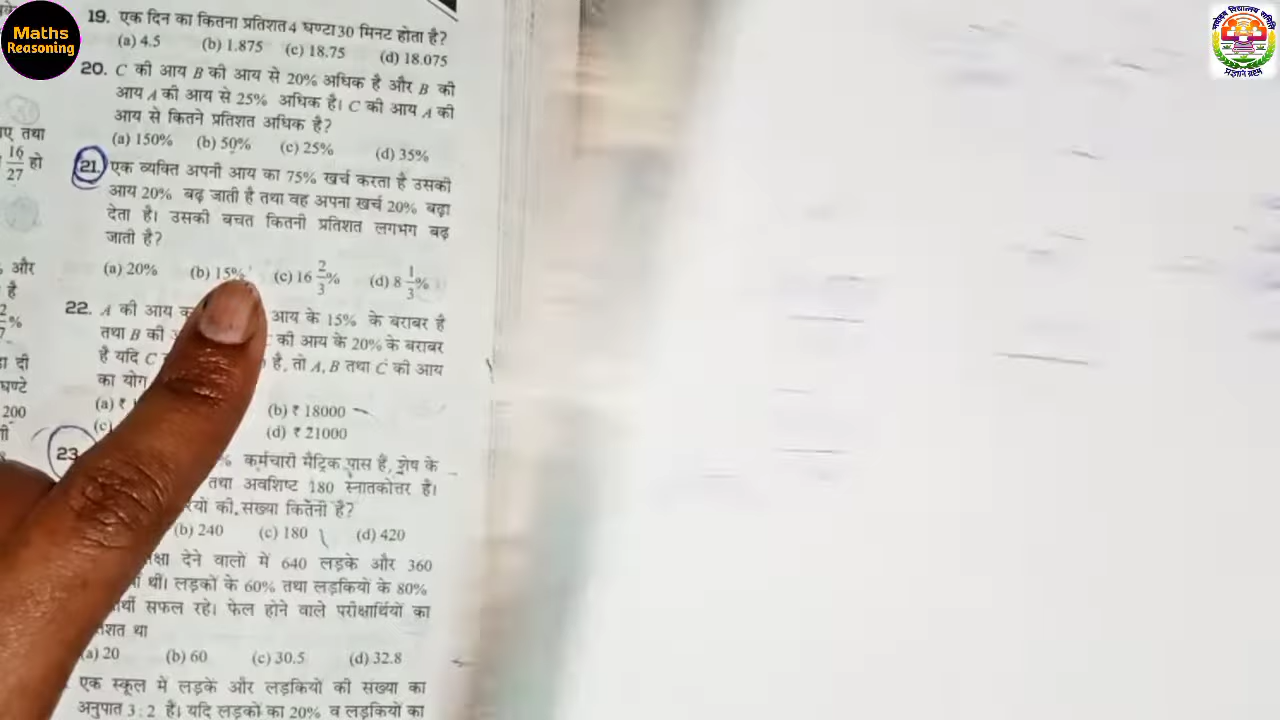 Maths
Reasoning
19. एक दिन का कितना प्रतिशत 4 घण्टा 30 मिनट होता है?
(a) 4.5 (b) 1.875 (c) 18.75 (d) 18.075
20. C की आय B की आय से 20% अधिक है और B की
आय A की आय से 25% अधिक है। C की आय A की
आय से कितने प्रतिशत अधिक है?
(a) 150% (b) 50% (c) 25% (d) 35%
21. एक व्यक्ति अपनी आय का 75% खर्च करता है उसकी
आय 20% बढ़ जाती है तथा वह अपना खर्च 20% बढ़ा
देता है। उसकी बचत कितनी प्रतिशत लगभग बढ़
जाती है?
(a) 20% (b) 15% (c) 16 2/3% (d) 8 1/3%
22. A की आय आय के 15% के बराबर है
तथा B की की आय के 20% के बराबर
है यदि C है, तो A, B तथा C की आय
का योग
(a) ₹ (b) ₹ 18000
(c) (d) ₹ 21000
23 % कर्मचारी मैट्रिक पास हैं, शेष के
तथा अवशिष्ट 180 स्नातकोत्तर है।
की संख्या कितनी है?
(b) 240 (c) 180 (d) 420
देने वालों में 640 लड़के और 360
थीं। लड़कों के 60% तथा लड़कियों के 80%
सफल रहे। फेल होने वाले परीक्षार्थियों का
था
(a) 20 (b) 60 (c) 30.5 (d) 32.8
एक स्कूल में लड़के और लड़कियों की संख्या का
अनुपात 3 : 2 है। यदि लड़कों का 20% व लड़कियों का
तथा
16/27 हो
और
है
%
दी
घण्टे
200